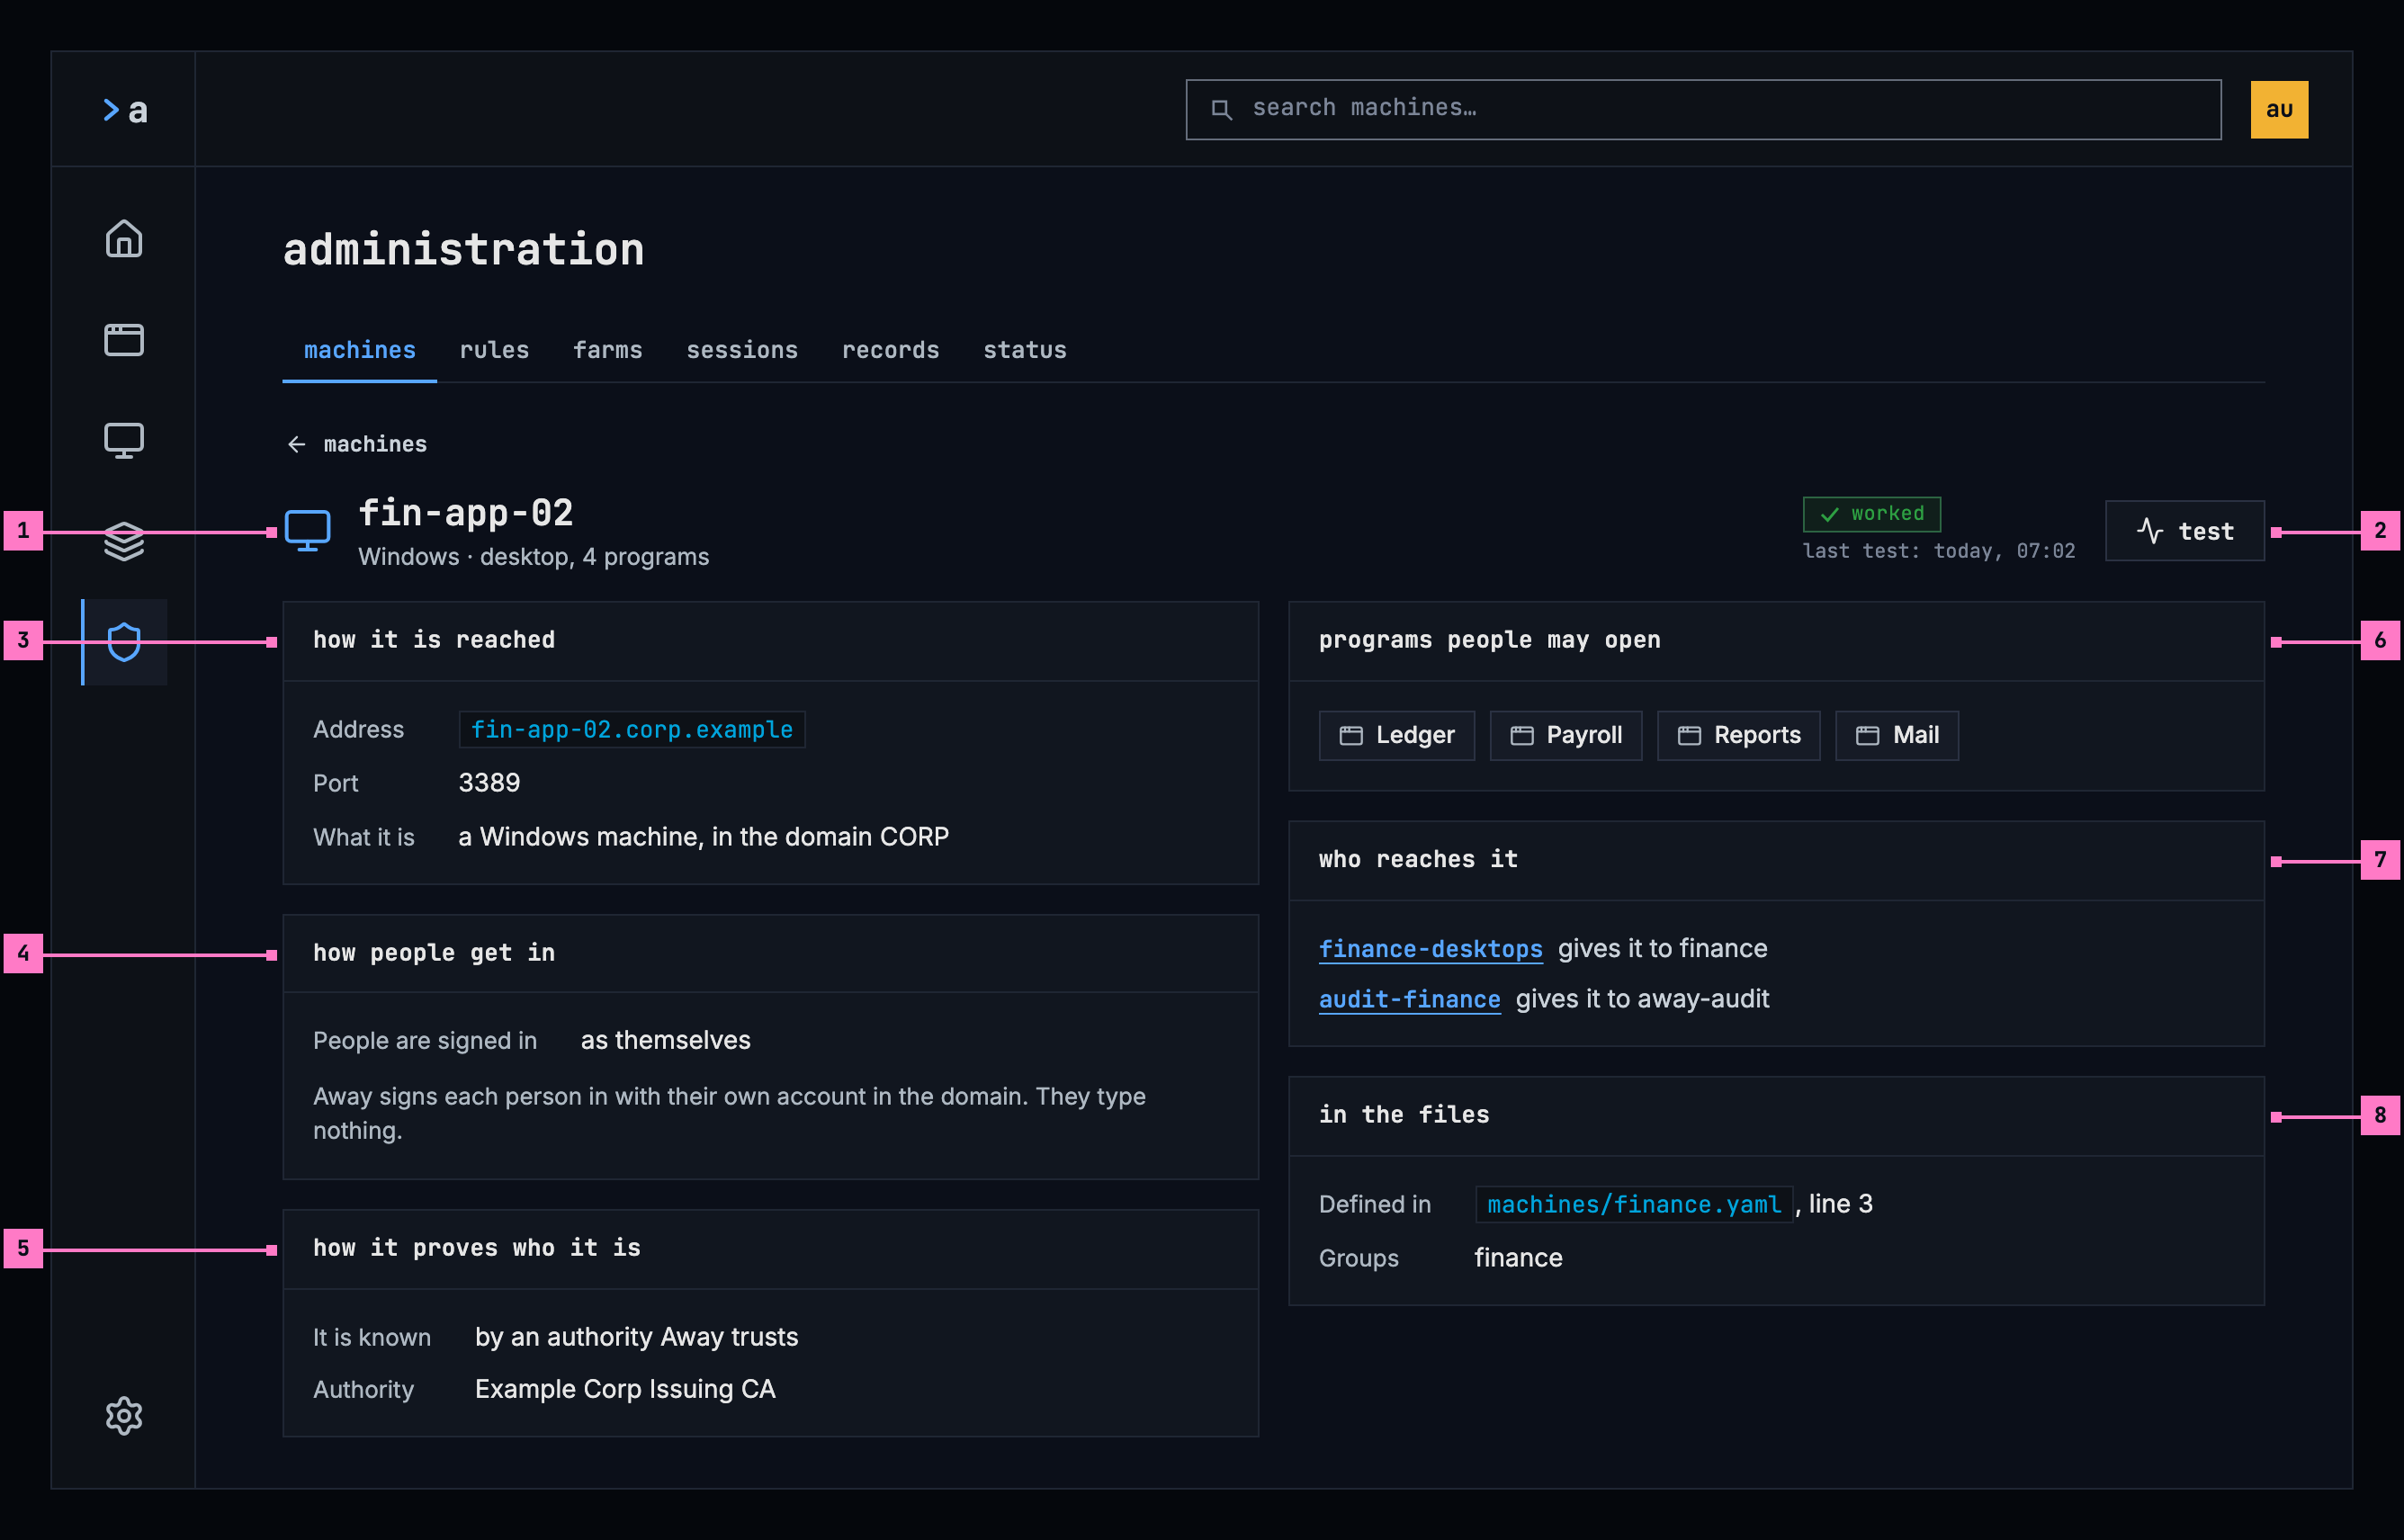 > a
search machines…
au
administration
machines rules farms sessions records status
← machines
1
fin-app-02
Windows · desktop, 4 programs
worked
last test: today, 07:02
test
2
3
how it is reached
Address fin-app-02.corp.example
Port 3389
What it is a Windows machine, in the domain CORP
4
how people get in
People are signed in as themselves
Away signs each person in with their own account in the domain. They type
nothing.
5
how it proves who it is
It is known by an authority Away trusts
Authority Example Corp Issuing CA
programs people may open
6
Ledger Payroll Reports Mail
who reaches it
7
finance-desktops gives it to finance
audit-finance gives it to away-audit
in the files
8
Defined in machines/finance.yaml, line 3
Groups finance